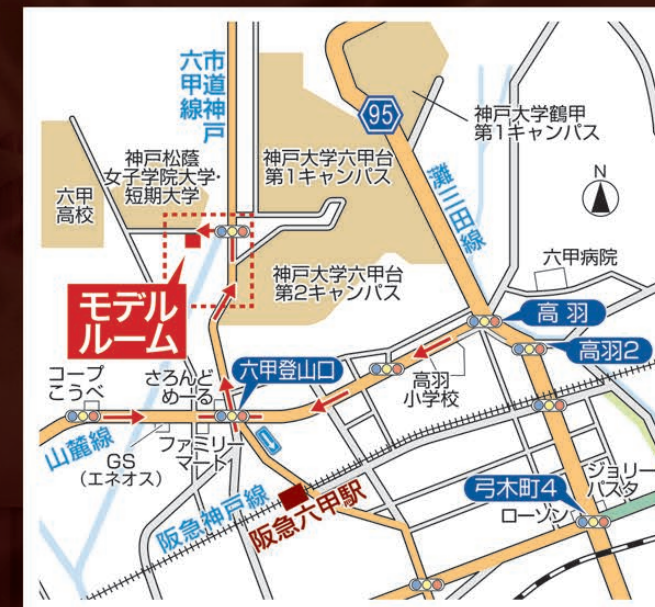 市道神戸
六甲線
95
神戸大学鶴甲
第1キャンパス
神戸松蔭
女子学院大学・
短期大学
神戸大学六甲台
第1キャンパス
六甲
高校
灘三田線
N
六甲病院
神戸大学六甲台
第2キャンパス
モデル
ルーム
高羽
高羽2
六甲登山口
コープ
こうべ
さろんど
めーる
高羽
小学校
山麓線
GS
(エネオス)
ファミリー
マート
阪急神戸線
阪急六甲駅
弓木町4
ジョリー
パスタ
ローソン